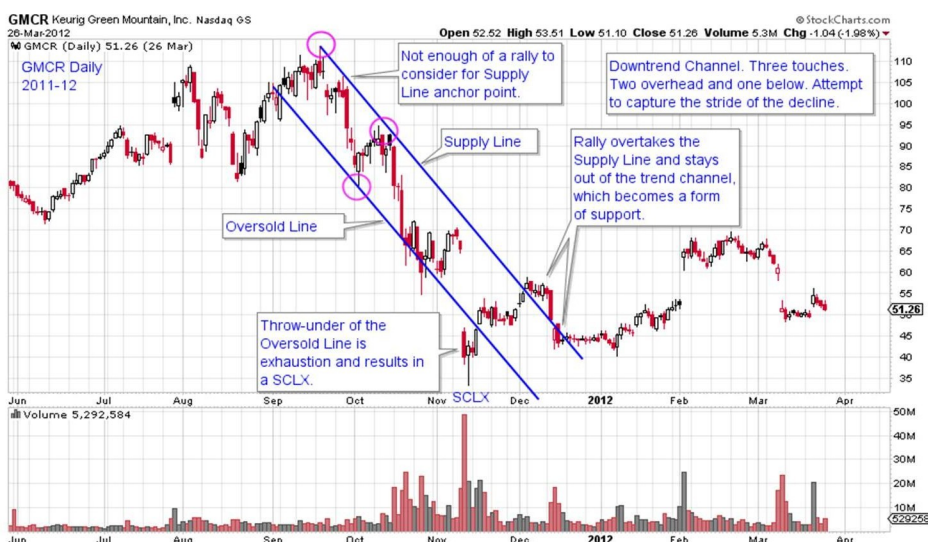 GMCR Keurig Green Mountain, Inc. Nasdaq GS
© StockCharts.com
26-Mar-2012
Open 52.52 High 53.51 Low 51.10 Close 51.26 Volume 5.3M Chg -1.04 (-1.98%)
GMCR (Daily) 51.26 (26 Mar)
GMCR Daily
2011-12
Not enough of a rally to
consider for Supply
Line anchor point.
Downtrend Channel. Three touches.
Two overhead and one below. Attempt
to capture the stride of the decline.
Supply Line
Rally overtakes the
Supply Line and stays
out of the trend channel,
which becomes a form
of support.
Oversold Line
Throw-under of the
Oversold Line is
exhaustion and results in
a SCLX.
SCLX
110
105
100
95
90
85
80
75
70
65
60
55
51.26
50
45
40
35
Jun Jul Aug Sep Oct Nov Dec 2012 Feb Mar Apr
Volume 5,292,584
50M
40M
30M
20M
10M
529258
Jun Jul Aug Sep Oct Nov Dec 2012 Feb Mar Apr